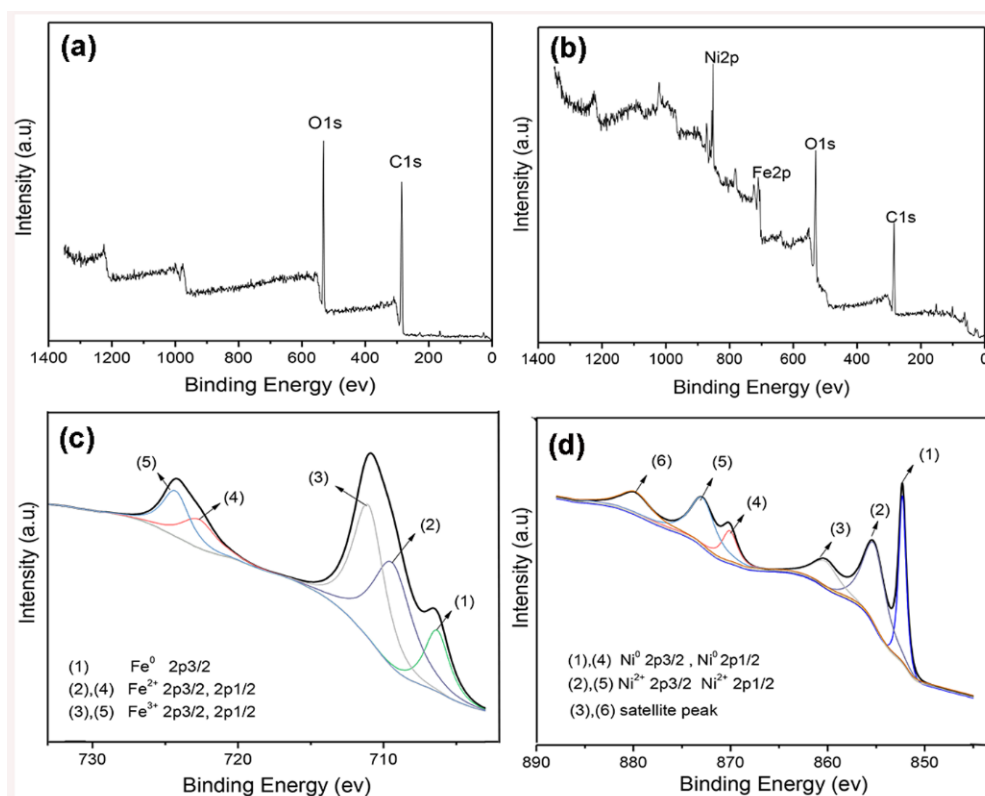 (a)
O1s
C1s
Intensity (a.u)
1400 1200 1000 800 600 400 200 0
Binding Energy (ev)
(b)
Ni2p
Fe2p
O1s
C1s
Intensity (a.u)
1400 1200 1000 800 600 400 200 0
Binding Energy (ev)
(c)
(5)
(4)
(3)
(2)
(1)
Intensity (a.u)
(1) Fe⁰ 2p3/2
(2),(4) Fe²⁺ 2p3/2, 2p1/2
(3),(5) Fe³⁺ 2p3/2, 2p1/2
730 720 710
Binding Energy (ev)
(d)
(6)
(5)
(4)
(3)
(2)
(1)
Intensity (a.u)
(1),(4) Ni⁰ 2p3/2 , Ni⁰ 2p1/2
(2),(5) Ni²⁺ 2p3/2 Ni²⁺ 2p1/2
(3),(6) satellite peak
890 880 870 860 850
Binding Energy (ev)